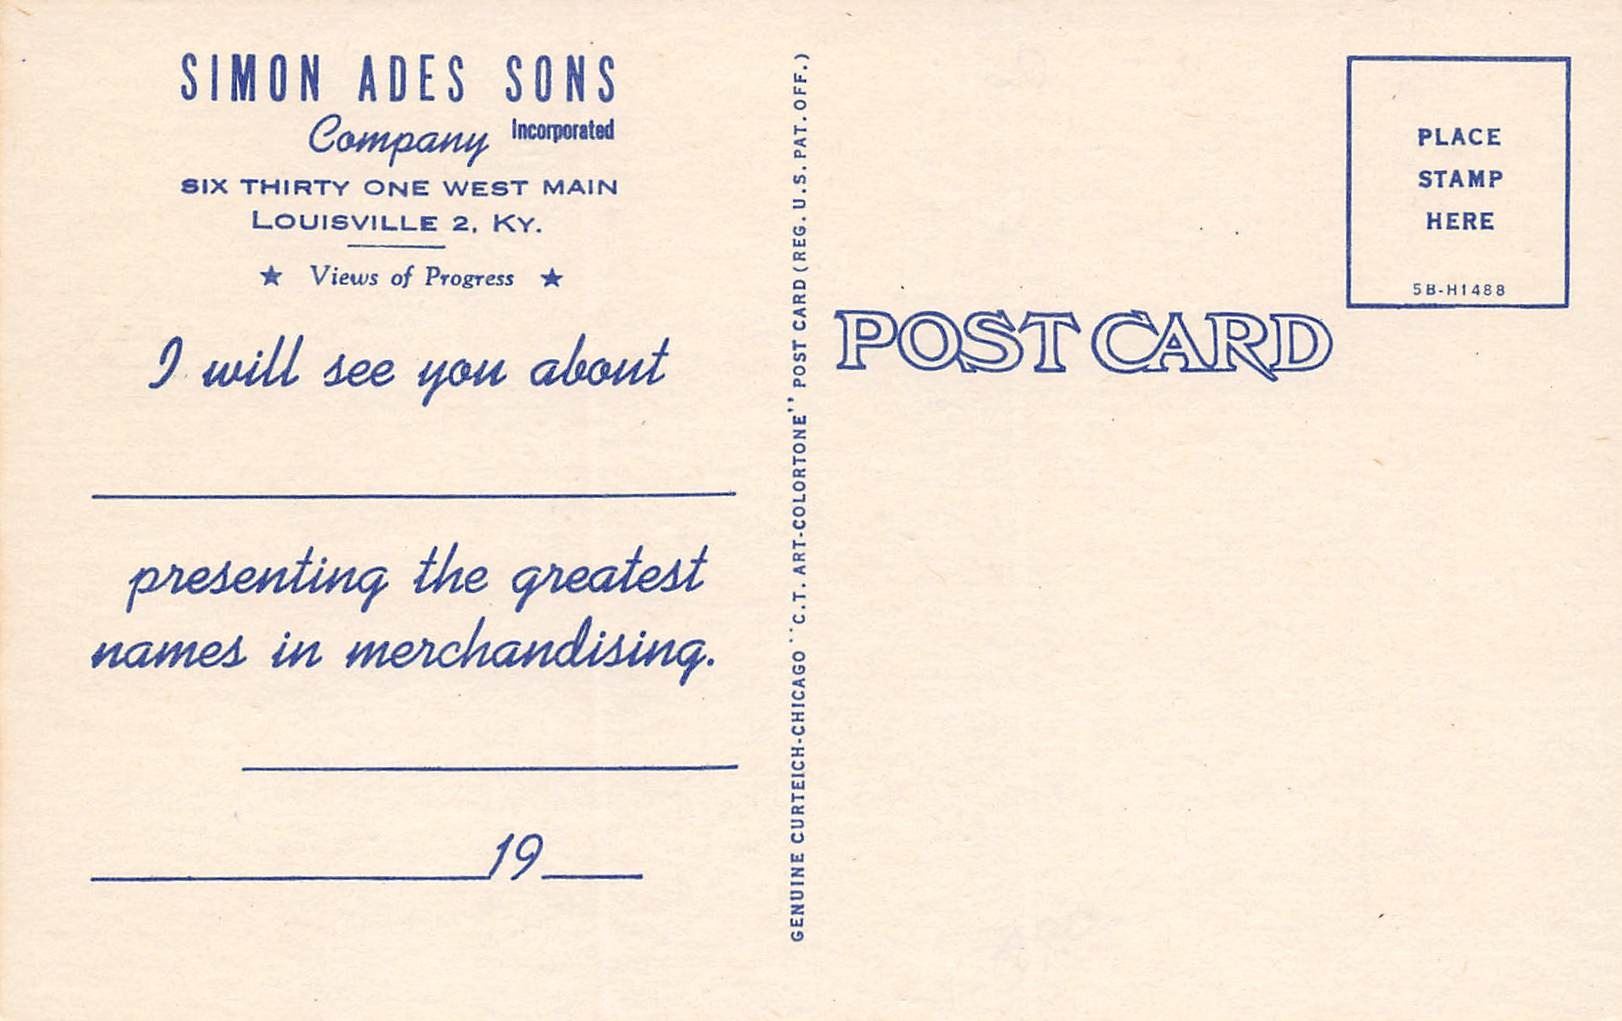 SIMON ADES SONS
Company Incorporated
SIX THIRTY ONE WEST MAIN
LOUISVILLE 2, KY.
★ Views of Progress ★
I will see you about
presenting the greatest
names in merchandising.
19
GENUINE CURTEICH-CHICAGO "C.T. ART-COLORTONE" POST CARD (REG. U.S. PAT. OFF.)
POST CARD
PLACE
STAMP
HERE
5B-H1488